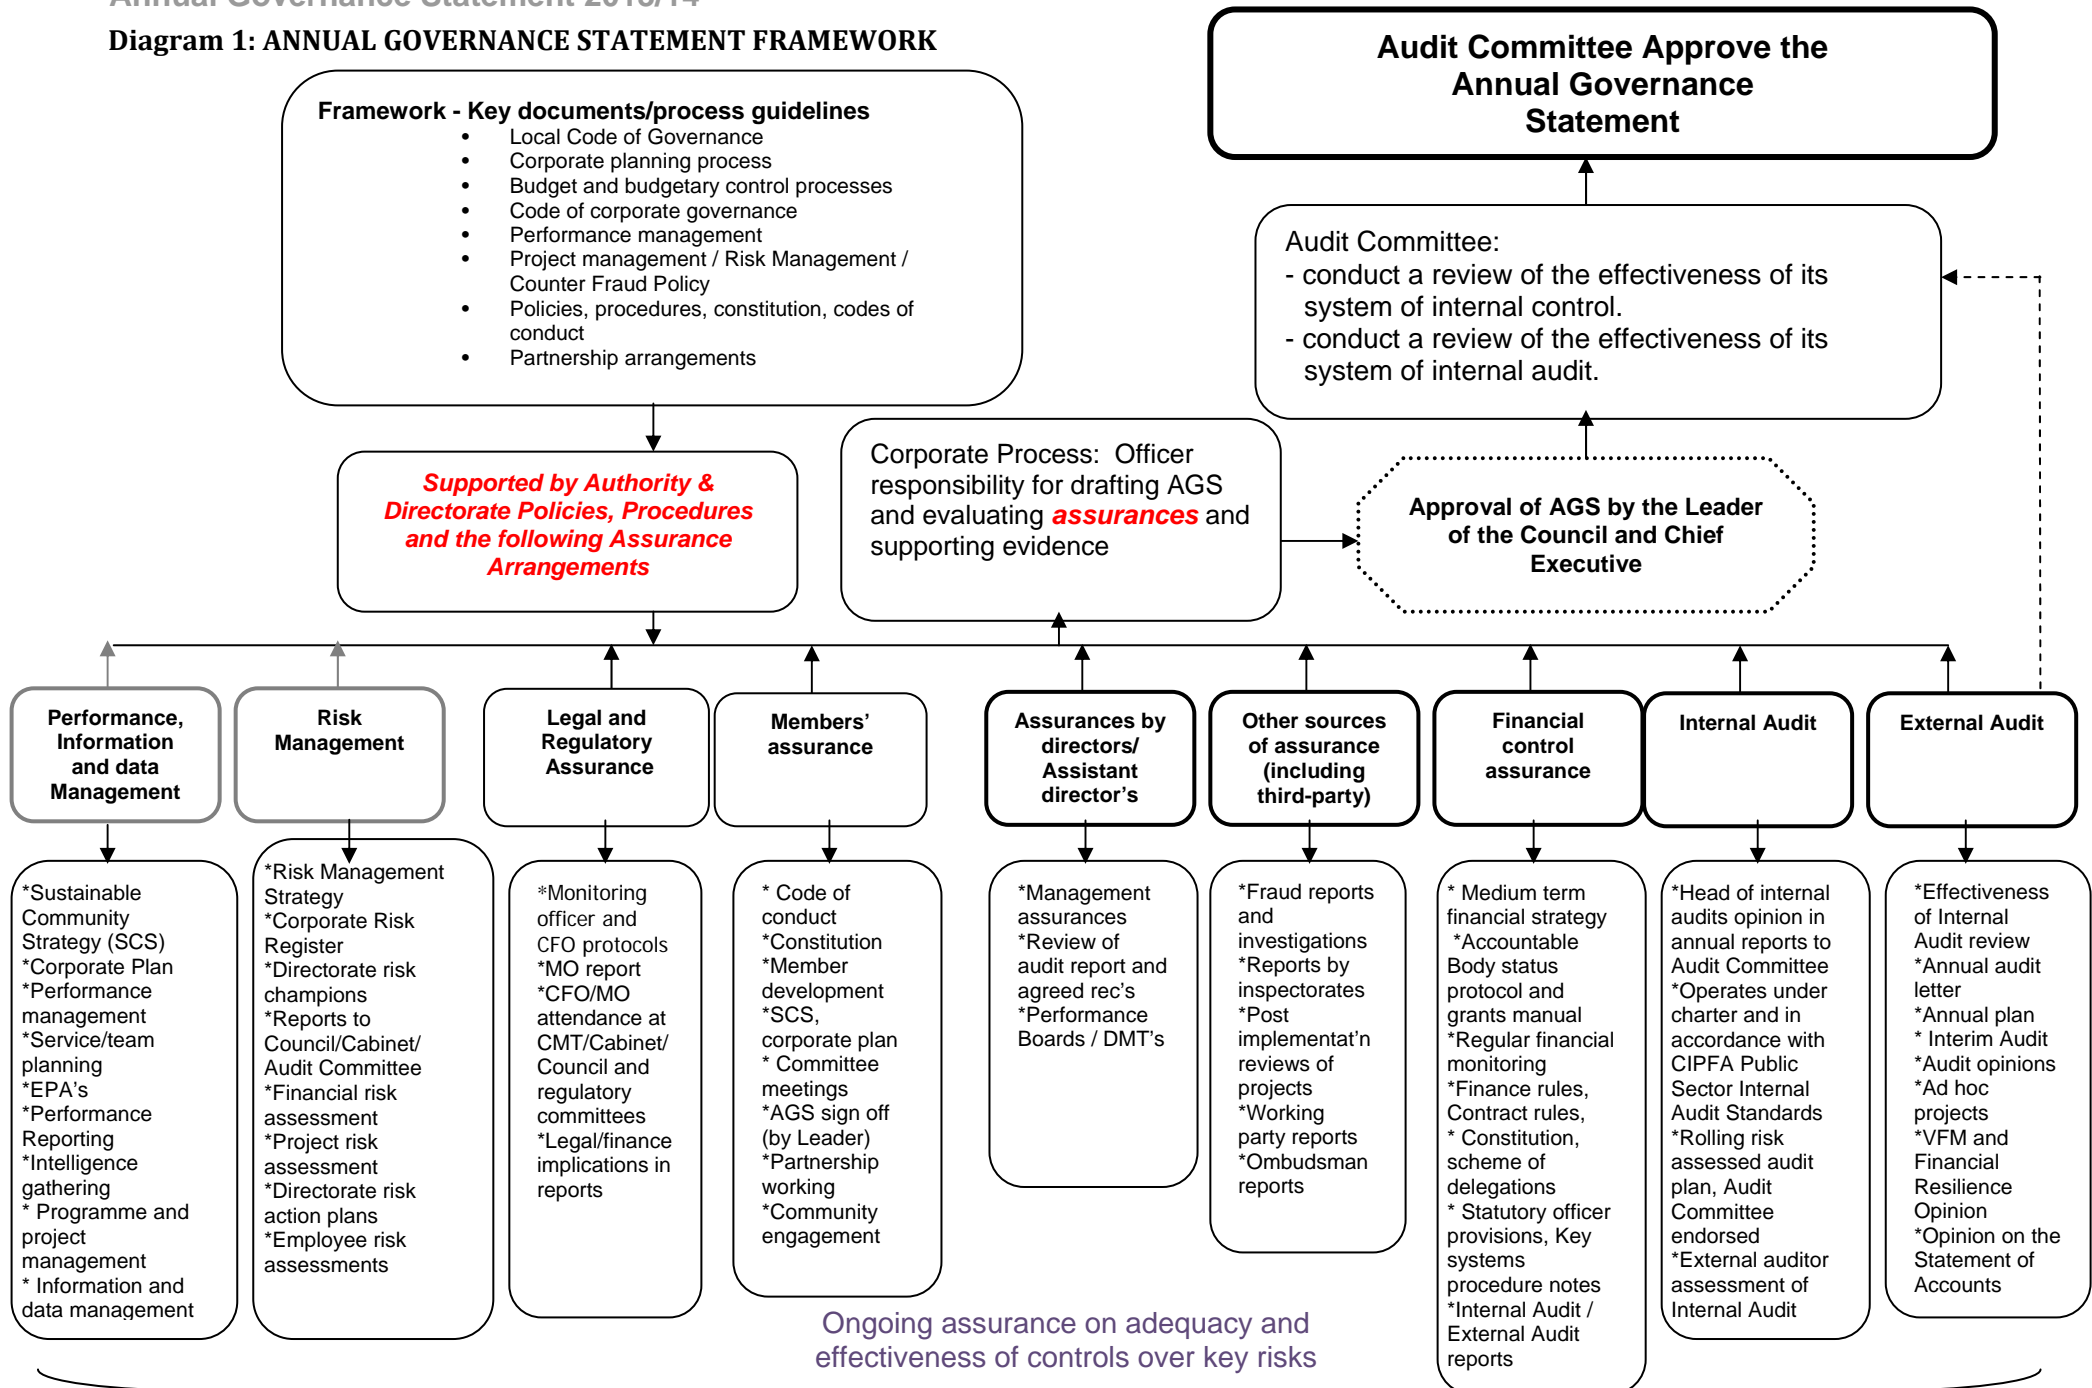 Annual Governance Statement 2013/14
Diagram 1: ANNUAL GOVERNANCE STATEMENT FRAMEWORK
Framework - Key documents/process guidelines
• Local Code of Governance
• Corporate planning process
• Budget and budgetary control processes
• Code of corporate governance
• Performance management
• Project management / Risk Management /
Counter Fraud Policy
• Policies, procedures, constitution, codes of
conduct
• Partnership arrangements
Audit Committee Approve the
Annual Governance
Statement
Audit Committee:
- conduct a review of the effectiveness of its
system of internal control.
- conduct a review of the effectiveness of its
system of internal audit.
Supported by Authority &
Directorate Policies, Procedures
and the following Assurance
Arrangements
Corporate Process: Officer
responsibility for drafting AGS
and evaluating assurances and
supporting evidence
Approval of AGS by the Leader
of the Council and Chief
Executive
Performance,
Information
and data
Management
Risk
Management
Legal and
Regulatory
Assurance
Members’
assurance
Assurances by
directors/
Assistant
director’s
Other sources
of assurance
(including
third-party)
Financial
control
assurance
Internal Audit
External Audit
*Sustainable
Community
Strategy (SCS)
*Corporate Plan
*Performance
management
*Service/team
planning
*EPA’s
*Performance
Reporting
*Intelligence
gathering
* Programme and
project
management
* Information and
data management
*Risk Management
Strategy
*Corporate Risk
Register
*Directorate risk
champions
*Reports to
Council/Cabinet/
Audit Committee
*Financial risk
assessment
*Project risk
assessment
*Directorate risk
action plans
*Employee risk
assessments
*Monitoring
officer and
CFO protocols
*MO report
*CFO/MO
attendance at
CMT/Cabinet/
Council and
regulatory
committees
*Legal/finance
implications in
reports
* Code of
conduct
*Constitution
*Member
development
*SCS,
corporate plan
* Committee
meetings
*AGS sign off
(by Leader)
*Partnership
working
*Community
engagement
*Management
assurances
*Review of
audit report and
agreed rec’s
*Performance
Boards / DMT’s
*Fraud reports
and
investigations
*Reports by
inspectorates
*Post
implementat’n
reviews of
projects
*Working
party reports
*Ombudsman
reports
* Medium term
financial strategy
*Accountable
Body status
protocol and
grants manual
*Regular financial
monitoring
*Finance rules,
Contract rules,
* Constitution,
scheme of
delegations
* Statutory officer
provisions, Key
systems
procedure notes
*Internal Audit /
External Audit
reports
*Head of internal
audits opinion in
annual reports to
Audit Committee
*Operates under
charter and in
accordance with
CIPFA Public
Sector Internal
Audit Standards
*Rolling risk
assessed audit
plan, Audit
Committee
endorsed
*External auditor
assessment of
Internal Audit
*Effectiveness
of Internal
Audit review
*Annual audit
letter
*Annual plan
* Interim Audit
*Audit opinions
*Ad hoc
projects
*VFM and
Financial
Resilience
Opinion
*Opinion on the
Statement of
Accounts
Ongoing assurance on adequacy and
effectiveness of controls over key risks